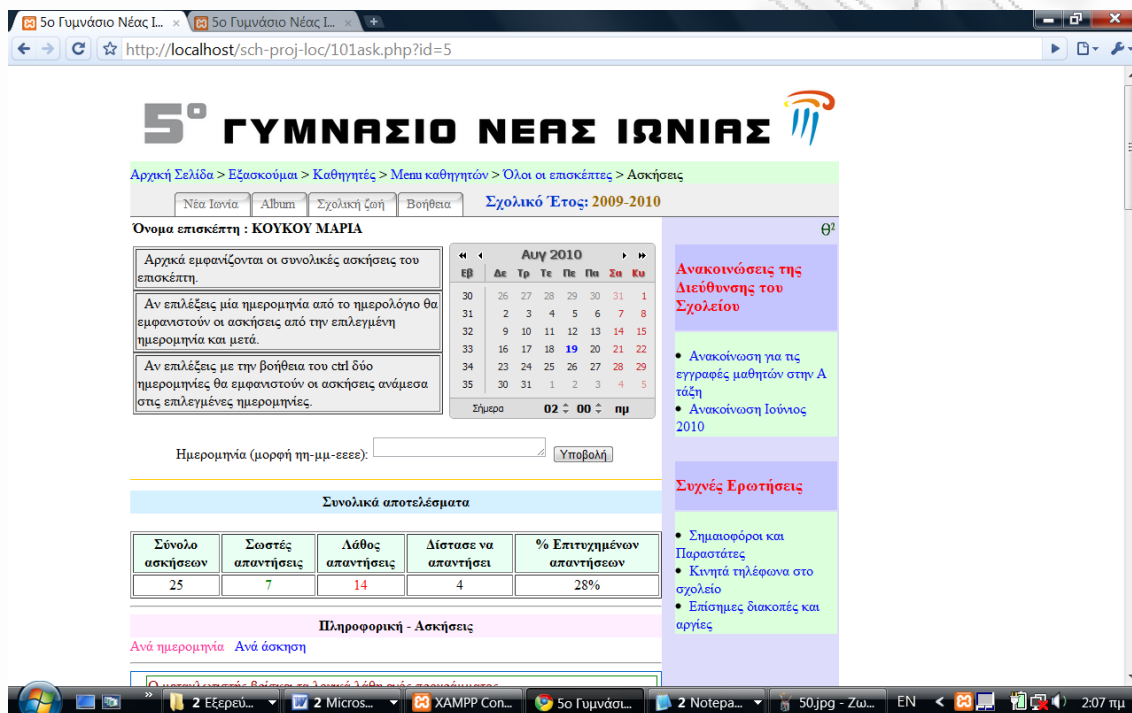 5ο Γυμνάσιο Νέας Ι...
5ο Γυμνάσιο Νέας Ι...
http://localhost/sch-proj-loc/101ask.php?id=5
5º ΓΥΜΝΑΣΙΟ ΝΕΑΣ ΙΩΝΙΑΣ
Αρχική Σελίδα > Εξασκούμαι > Καθηγητές > Menu καθηγητών > Όλοι οι επισκέπτες > Ασκήσεις
Νέα Ιωνία Album Σχολική ζωή Βοήθεια Σχολικό Έτος: 2009-2010
Όνομα επισκέπτη : ΚΟΥΚΟΥ ΜΑΡΙΑ
θ²
Αρχικά εμφανίζονται οι συνολικές ασκήσεις του
επισκέπτη.
Αν επιλέξεις μία ημερομηνία από το ημερολόγιο θα
εμφανιστούν οι ασκήσεις από την επιλεγμένη
ημερομηνία και μετά.
Αν επιλέξεις με την βοήθεια του ctrl δύο
ημερομηνίες θα εμφανιστούν οι ασκήσεις ανάμεσα
στις επιλεγμένες ημερομηνίες.
Αυγ 2010
Εβ Δε Τρ Τε Πε Πα Σα Κυ
30 26 27 28 29 30 31 1
31 2 3 4 5 6 7 8
32 9 10 11 12 13 14 15
33 16 17 18 19 20 21 22
34 23 24 25 26 27 28 29
35 30 31 1 2 3 4 5
Σήμερα 02 00 πμ
Ημερομηνία (μορφή ηη-μμ-εεεε): Υποβολή
Συνολικά αποτελέσματα
Σύνολο ασκήσεων Σωστές απαντήσεις Λάθος απαντήσεις Δίστασε να απαντήσει % Επιτυχημένων απαντήσεων
25 7 14 4 28%
Πληροφορική - Ασκήσεις
Ανά ημερομηνία Ανά άσκηση
Ο μεταγλωττιστής βρίσκει τα λογικά λάθη ενός προγράμματος
Ανακοινώσεις της
Διεύθυνσης του
Σχολείου
• Ανακοίνωση για τις
εγγραφές μαθητών στην Α
τάξη
• Ανακοίνωση Ιούνιος
2010
Συχνές Ερωτήσεις
• Σημαιοφόροι και
Παραστάτες
• Κινητά τηλέφωνα στο
σχολείο
• Επίσημες διακοπές και
αργίες
2 Εξερεύ... 2 Micros... XAMPP Con... 5ο Γυμνάσι... 2 Notepa... 50.jpg - Ζω... EN 2:07 πμ